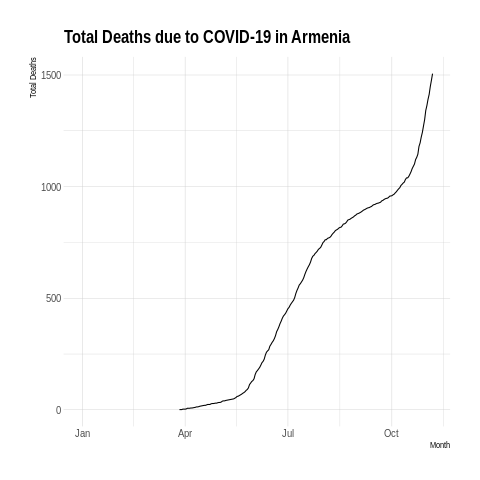 Total Deaths due to COVID-19 in Armenia
Total Deaths
1500
1000
500
0
Jan Apr Jul Oct
Month